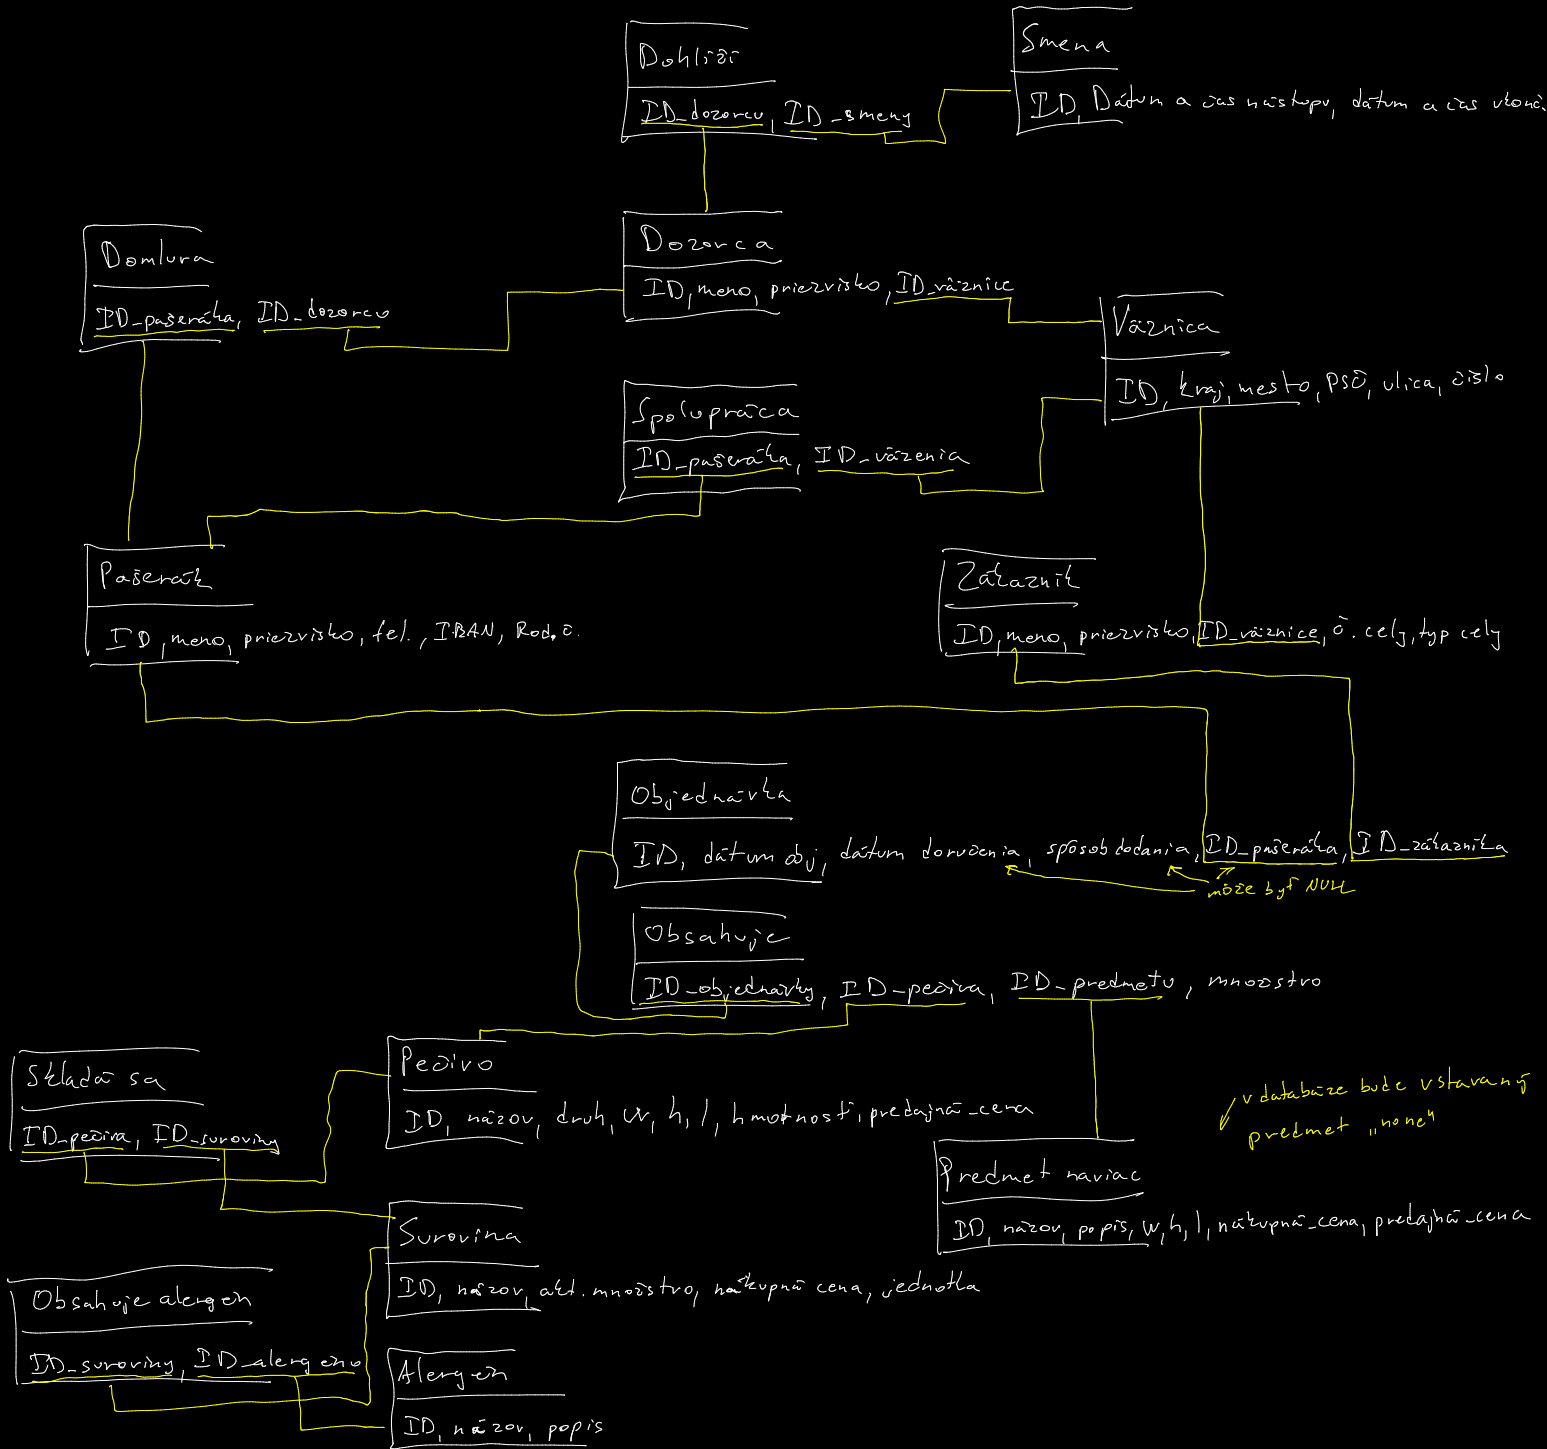 Dohlíží
ID_dozorcu, ID_smeny
Smena
ID, Dátum a čas nástupu, dátum a čas ukonč.
Domluva
ID_pašeráka, ID_dozorcu
Dozorca
ID, meno, priezvisko, ID_väznice
Väznica
ID, kraj, mesto, PSČ, ulica, číslo
Spolupráca
ID_pašeráka, ID_väzenia
Pašerák
ID, meno, priezvisko, tel., IBAN, Rod.č.
Zákazník
ID, meno, priezvisko, ID_väznice, č. cely, typ cely
Objednávka
ID, dátum obj, dátum doručenia, spôsob dodania, ID_pašeráka, ID_zákazníka
môže byť NULL
Obsahuje
ID_objednávky, ID_pečiva, ID_predmetu, množstvo
Pečivo
ID, názov, druh, w, h, l, hmotnosť, predajná_cena
Skladá sa
ID_pečiva, ID_suroviny
v databáze bude vstavaný
predmet „none"
Predmet naviac
ID, názov, popis, w, h, l, nákupná_cena, predajná_cena
Surovina
ID, názov, akt. množstvo, nákupná cena, jednotka
Obsahuje alergén
ID_suroviny, ID_alergénu
Alergén
ID, názov, popis